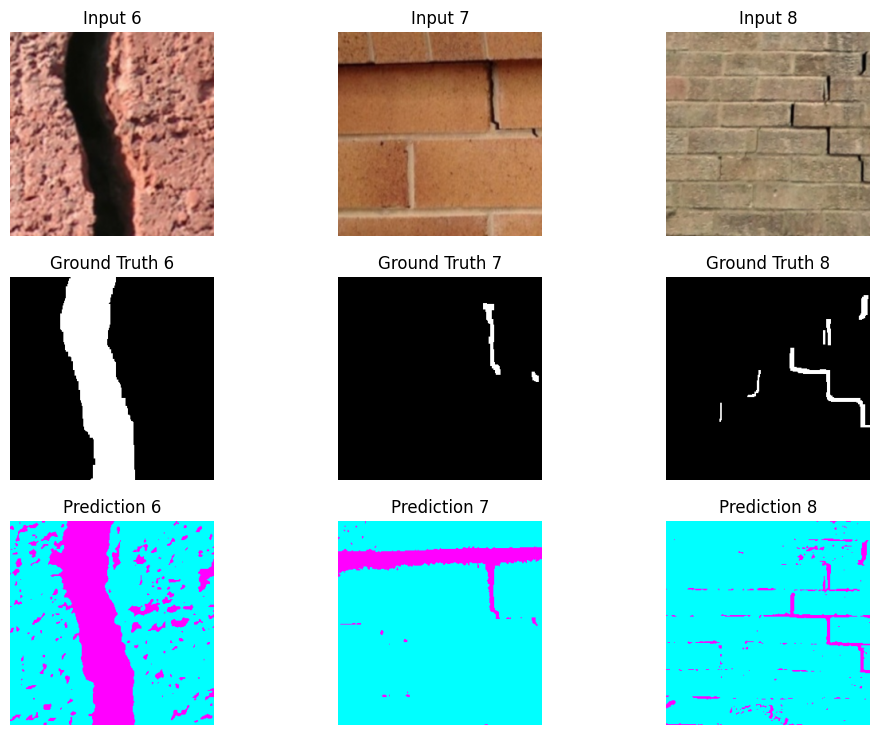 Input 6
Input 7
Input 8
Ground Truth 6
Ground Truth 7
Ground Truth 8
Prediction 6
Prediction 7
Prediction 8